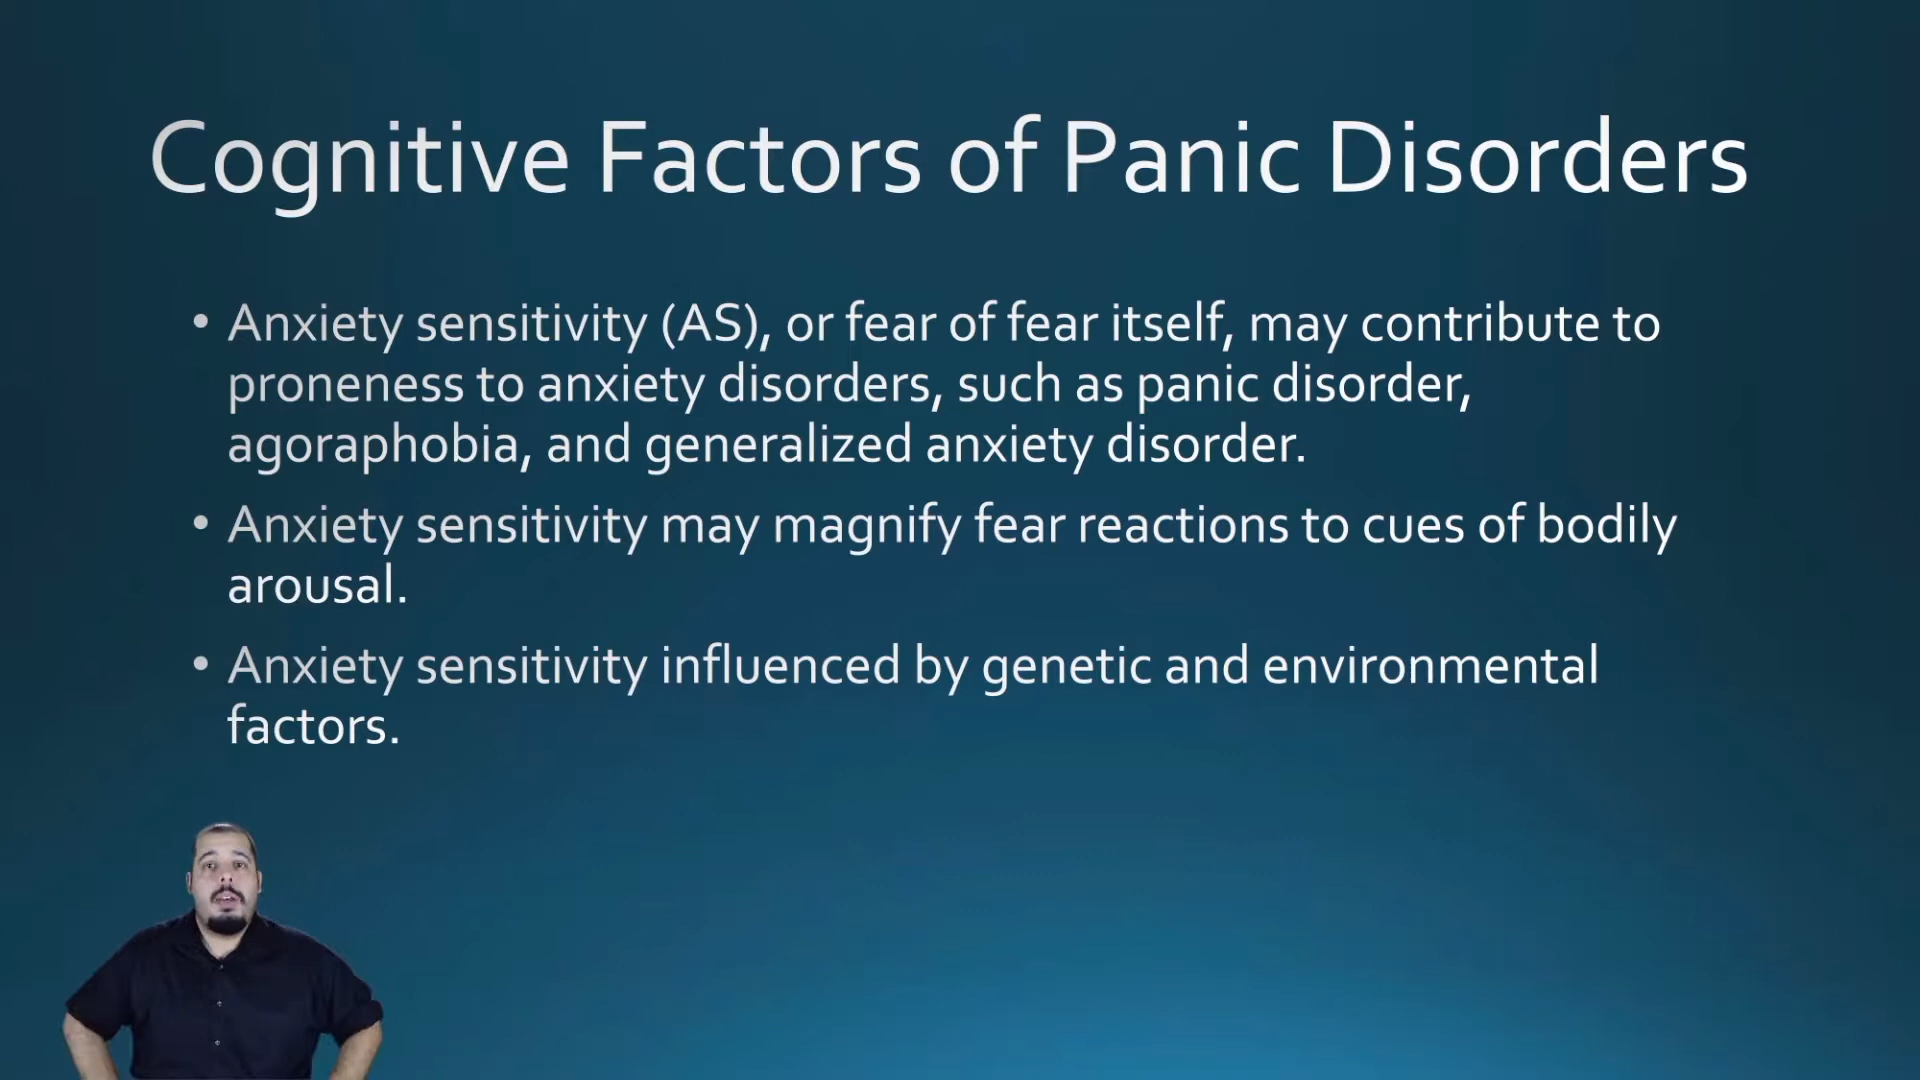 Cognitive Factors of Panic Disorders
• Anxiety sensitivity (AS), or fear of fear itself, may contribute to
proneness to anxiety disorders, such as panic disorder,
agoraphobia, and generalized anxiety disorder.
• Anxiety sensitivity may magnify fear reactions to cues of bodily
arousal.
• Anxiety sensitivity influenced by genetic and environmental
factors.